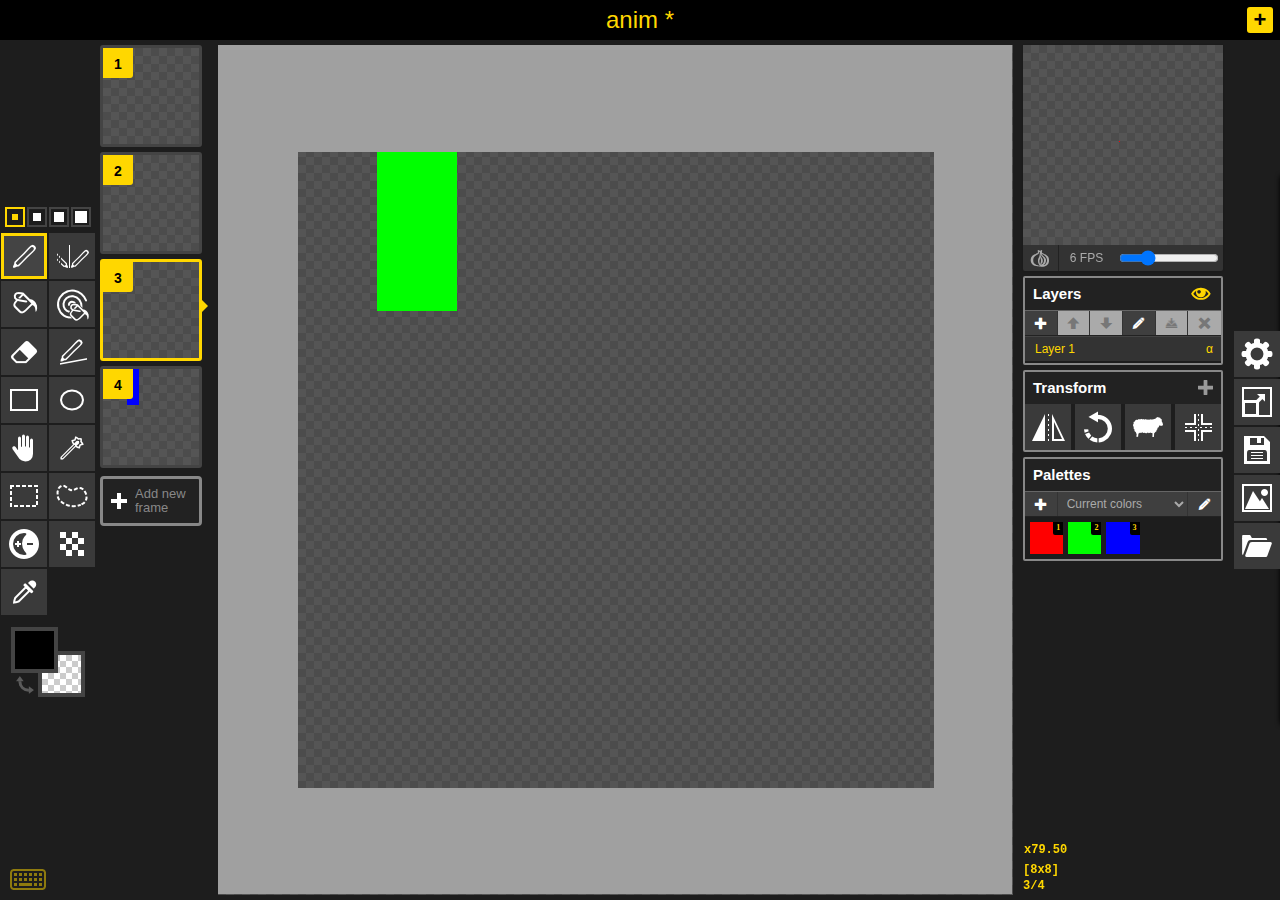 anim *
+
1
2
3
4
Add new
frame
6 FPS
Layers
Layer 1
α
Transform
Palettes
Current colors
1
2
3
x79.50
[8x8]
3/4